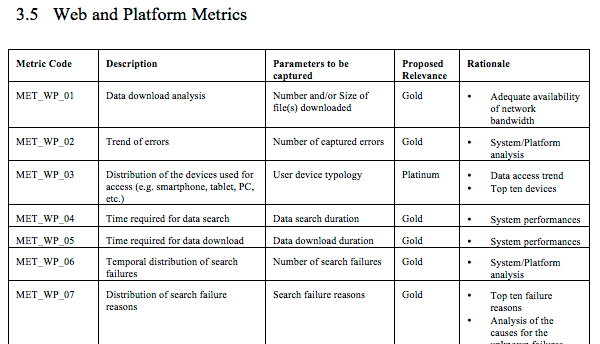 3.5 Web and Platform Metrics
Metric Code Description Parameters to be captured Proposed Relevance Rationale
MET_WP_01 Data download analysis Number and/or Size of file(s) downloaded Gold • Adequate availability of network bandwidth
MET_WP_02 Trend of errors Number of captured errors Gold • System/Platform analysis
MET_WP_03 Distribution of the devices used for access (e.g. smartphone, tablet, PC, etc.) User device typology Platinum • Data access trend • Top ten devices
MET_WP_04 Time required for data search Data search duration Gold • System performances
MET_WP_05 Time required for data download Data download duration Gold • System performances
MET_WP_06 Temporal distribution of search failures Number of search failures Gold • System/Platform analysis
MET_WP_07 Distribution of search failure reasons Search failure reasons Gold • Top ten failure reasons • Analysis of the causes for the